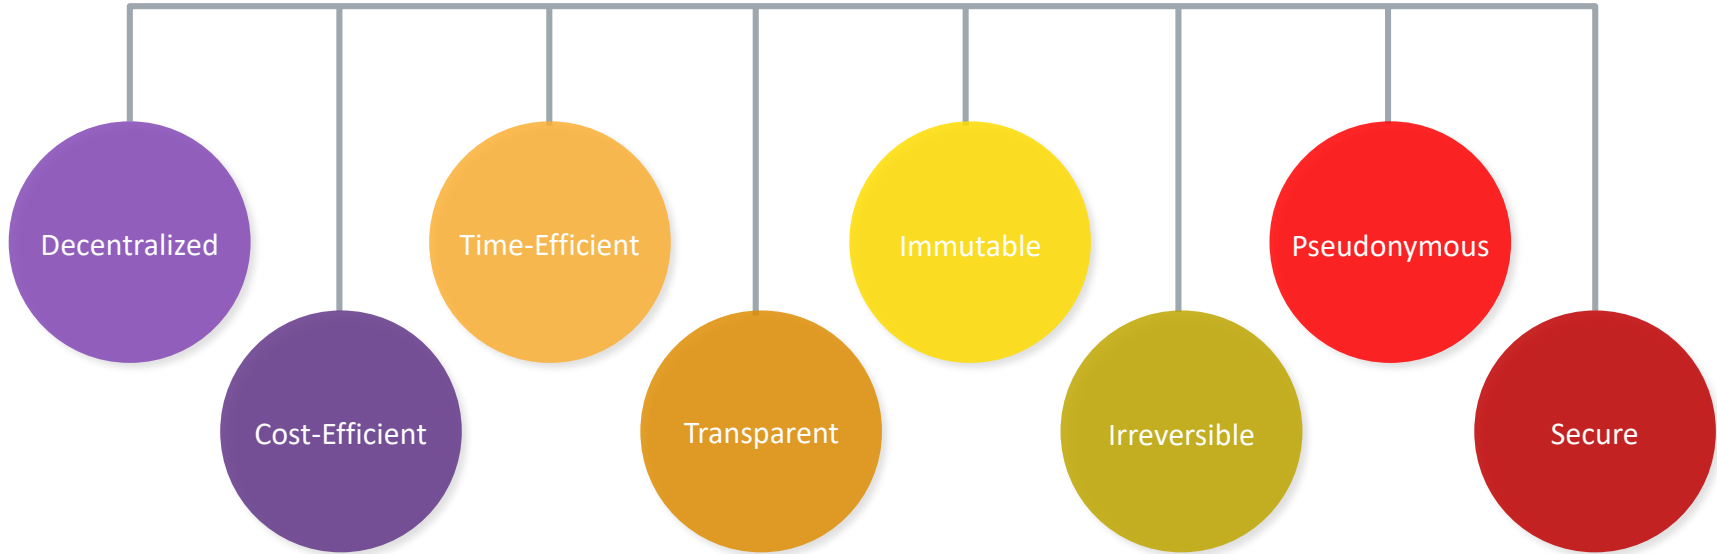 Decentralized
Time-Efficient
Immutable
Pseudonymous
Cost-Efficient
Transparent
Irreversible
Secure